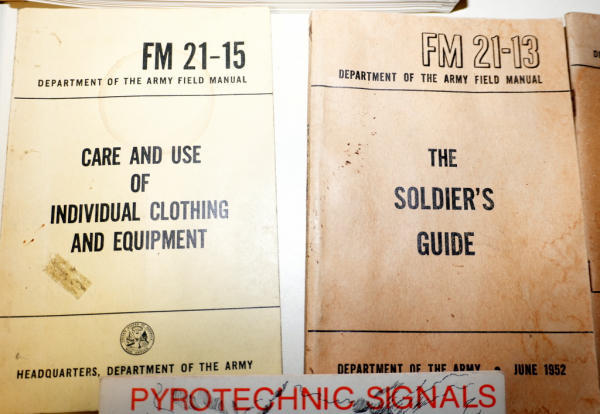 FM 21-15
DEPARTMENT OF THE ARMY FIELD MANUAL
CARE AND USE
OF
INDIVIDUAL CLOTHING
AND EQUIPMENT
HEADQUARTERS, DEPARTMENT OF THE ARMY
FM 21-13
DEPARTMENT OF THE ARMY FIELD MANUAL
THE
SOLDIER'S
GUIDE
DEPARTMENT OF THE ARMY • JUNE 1952
PYROTECHNIC SIGNALS